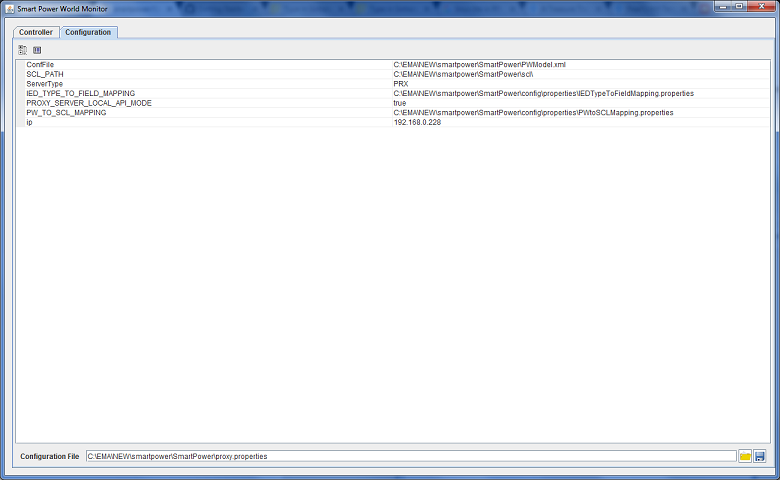 Smart Power World Monitor
Controller Configuration
ConfFile C:\EMA\NEW\smartpower\SmartPower\PWModel.xml
SCL_PATH C:\EMA\NEW\smartpower\SmartPower\scl\
ServerType PRX
IED_TYPE_TO_FIELD_MAPPING C:\EMA\NEW\smartpower\SmartPower\config\properties\IEDTypeToFieldMapping.properties
PROXY_SERVER_LOCAL_API_MODE true
PW_TO_SCL_MAPPING C:\EMA\NEW\smartpower\SmartPower\config\properties\PWtoSCLMapping.properties
ip 192.168.0.228
Configuration File C:\EMA\NEW\smartpower\SmartPower\proxy.properties